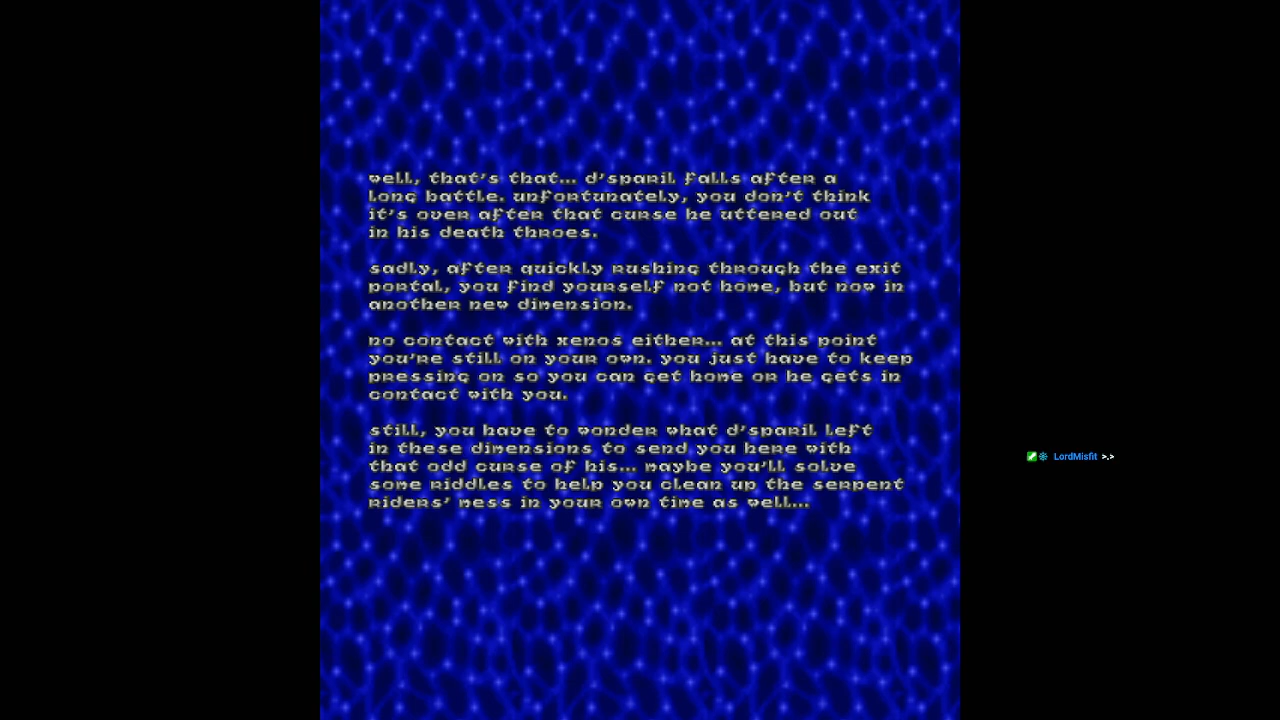 well, that's that... d'sparil falls after a
long battle. unfortunately, you don't think
it's over after that curse he uttered out
in his death throes.
sadly, after quickly rushing through the exit
portal, you find yourself not home, but now in
another new dimension.
no contact with xenos either... at this point
you're still on your own. you just have to keep
pressing on so you can get home or he gets in
contact with you.
still, you have to wonder what d'sparil left
in these dimensions to send you here with
that odd curse of his... maybe you'll solve
some riddles to help you clean up the serpent
riders' mess in your own time as well...
LordMisfit >.>